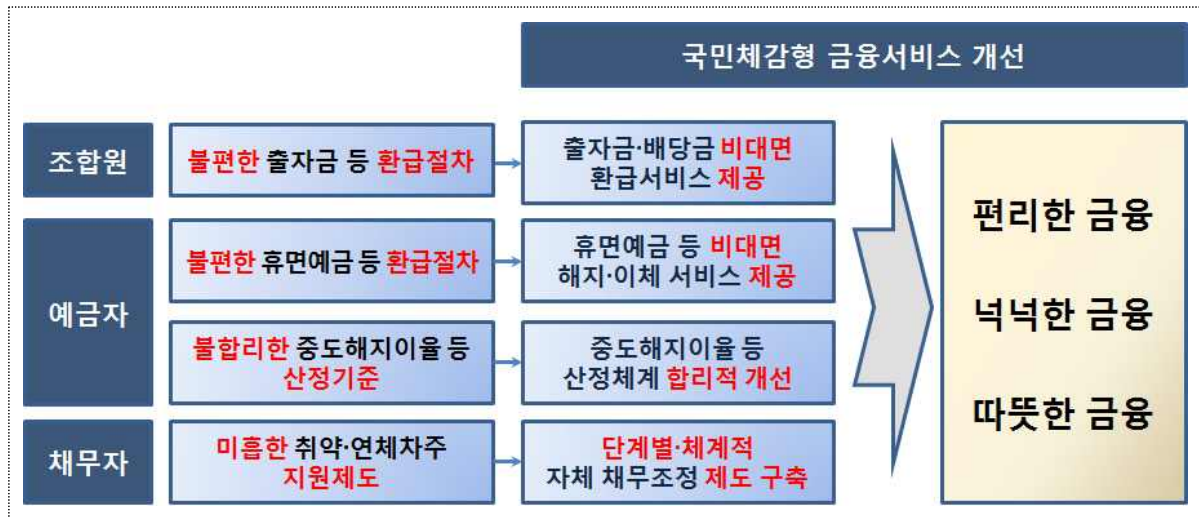 국민체감형 금융서비스 개선
조합원
불편한 출자금 등 환급절차
출자금·배당금 비대면
환급서비스 제공
예금자
불편한 휴면예금 등 환급절차
휴면예금 등 비대면
해지·이체 서비스 제공
불합리한 중도해지이율 등
산정기준
중도해지이율 등
산정체계 합리적 개선
채무자
미흡한 취약·연체차주
지원제도
단계별·체계적
자체 채무조정 제도 구축
편리한 금융
넉넉한 금융
따뜻한 금융